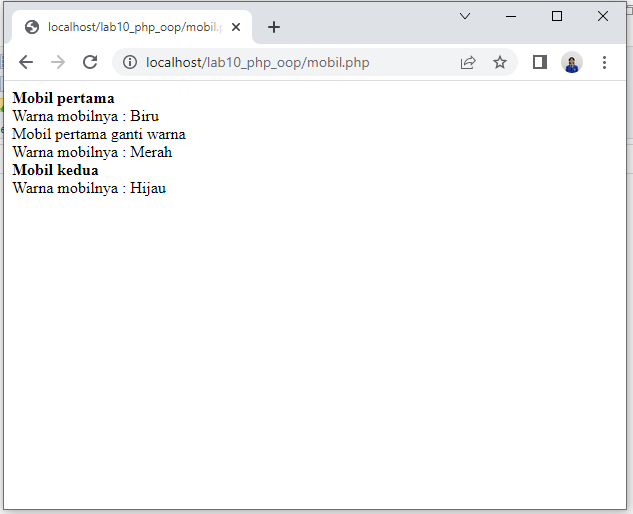 localhost/lab10_php_oop/mobil.p
localhost/lab10_php_oop/mobil.php
Mobil pertama
Warna mobilnya : Biru
Mobil pertama ganti warna
Warna mobilnya : Merah
Mobil kedua
Warna mobilnya : Hijau